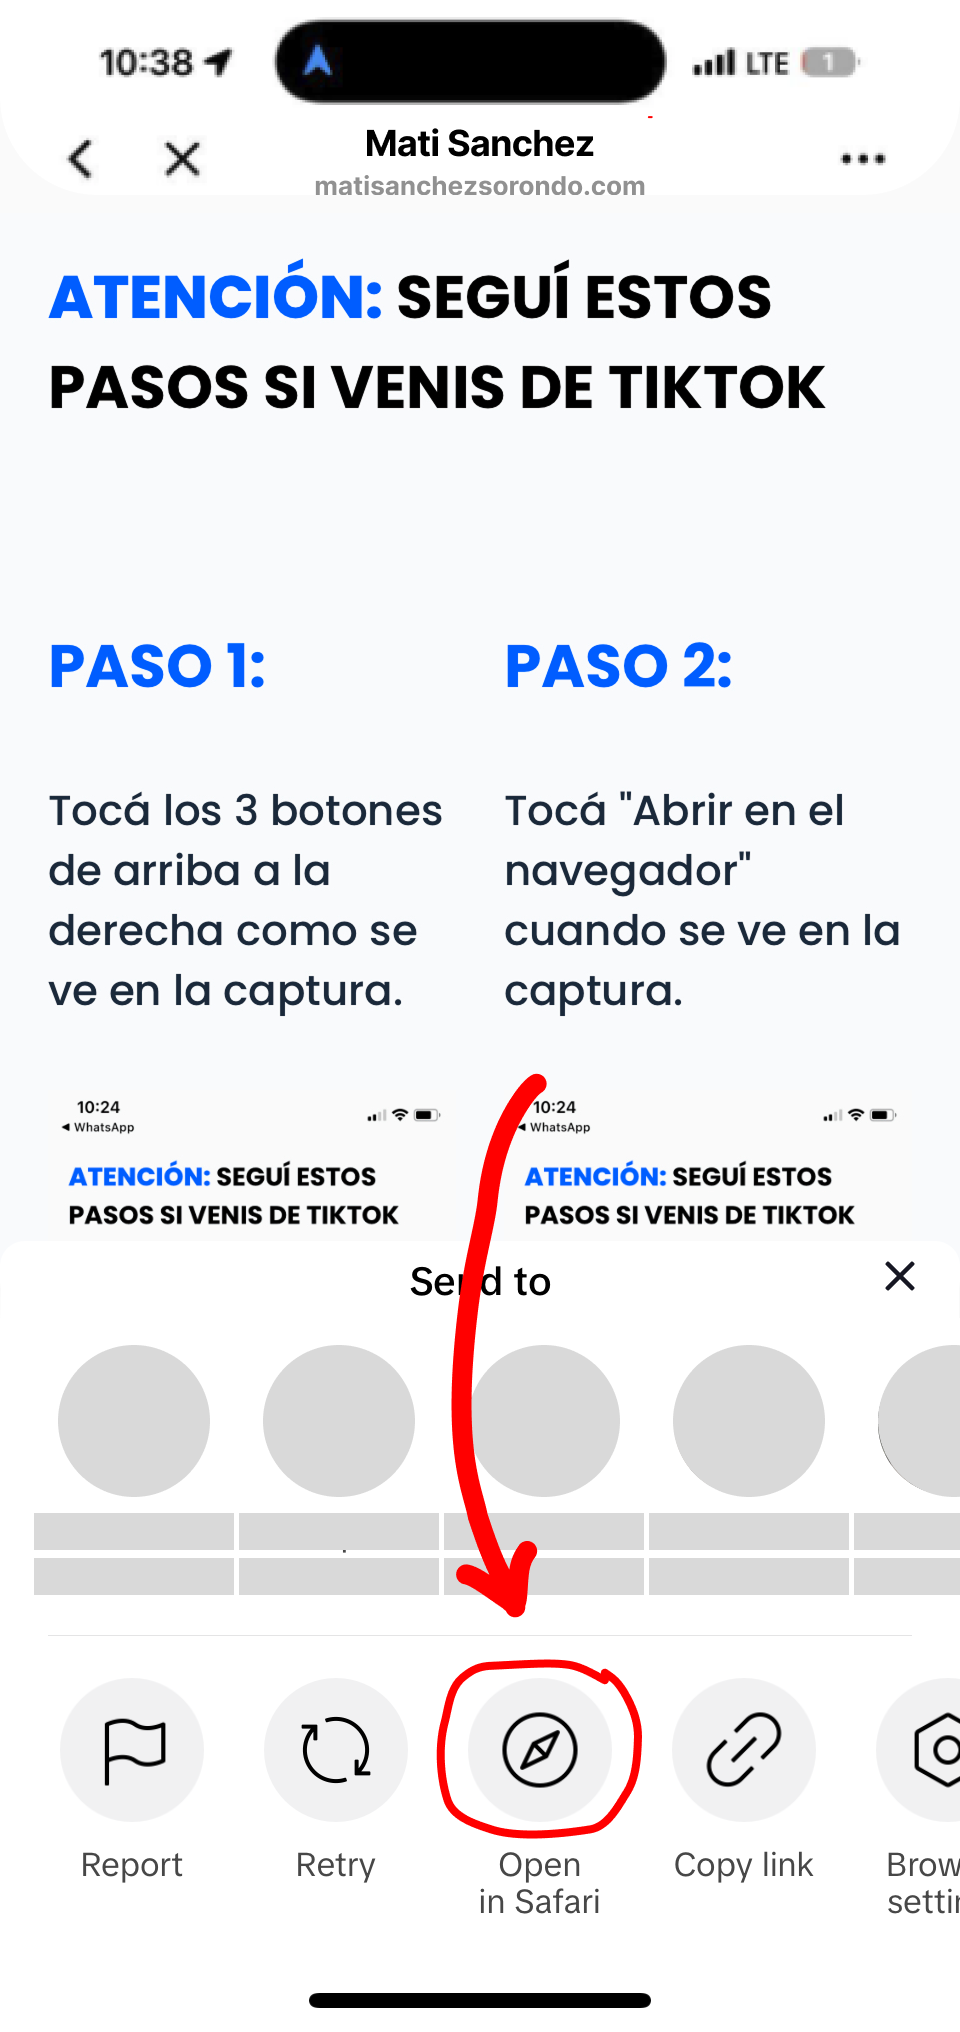 10:38
LTE
1
Mati Sanchez
matisanchezsorondo.com
ATENCIÓN: SEGUÍ ESTOS
PASOS SI VENIS DE TIKTOK
PASO 1:
Tocá los 3 botones
de arriba a la
derecha como se
ve en la captura.
PASO 2:
Tocá "Abrir en el
navegador"
cuando se ve en la
captura.
10:24
WhatsApp
ATENCIÓN: SEGUÍ ESTOS
PASOS SI VENIS DE TIKTOK
10:24
WhatsApp
ATENCIÓN: SEGUÍ ESTOS
PASOS SI VENIS DE TIKTOK
Send to
Report
Retry
Open
in Safari
Copy link